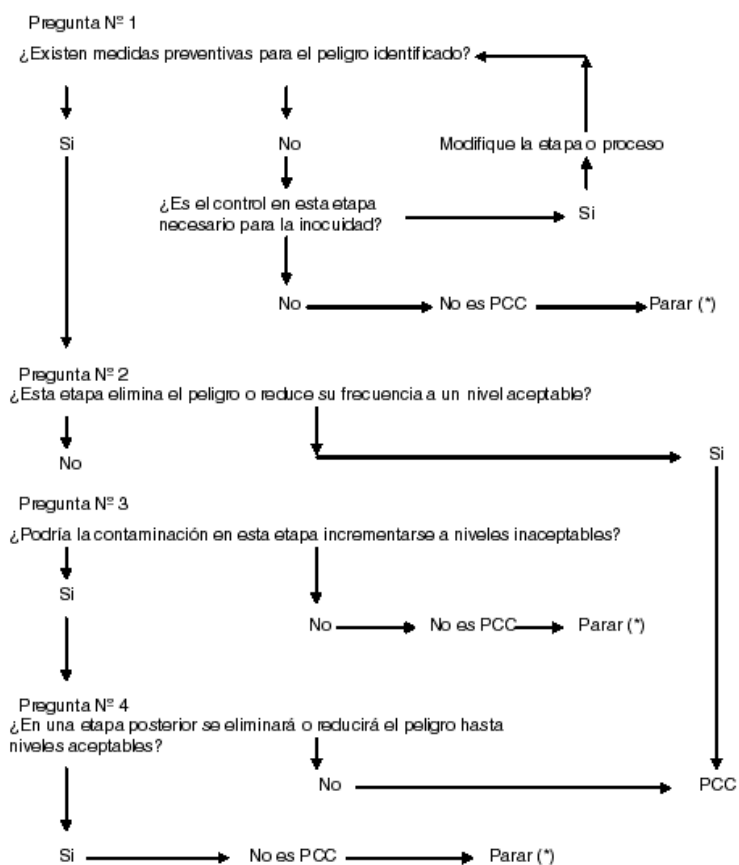 Pregunta Nº 1
¿Existen medidas preventivas para el peligro identificado?
Si
No
Modifique la etapa o proceso
¿Es el control en esta etapa
necesario para la inocuidad?
Si
No
No es PCC
Parar (*)
Pregunta Nº 2
¿Esta etapa elimina el peligro o reduce su frecuencia a un nivel aceptable?
No
Si
Pregunta Nº 3
¿Podría la contaminación en esta etapa incrementarse a niveles inaceptables?
Si
No
No es PCC
Parar (*)
Pregunta Nº 4
¿En una etapa posterior se eliminará o reducirá el peligro hasta
niveles aceptables?
No
PCC
Si
No es PCC
Parar (*)